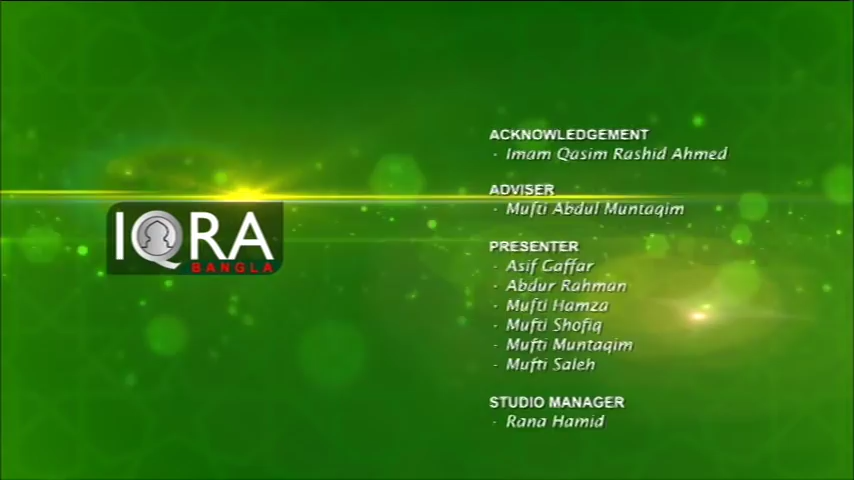 IQRA
BANGLA
ACKNOWLEDGEMENT
- Imam Qasim Rashid Ahmed
ADVISER
- Mufti Abdul Muntaqim
PRESENTER
- Asif Gaffar
- Abdur Rahman
- Mufti Hamza
- Mufti Shofiq
- Mufti Muntaqim
- Mufti Saleh
STUDIO MANAGER
- Rana Hamid